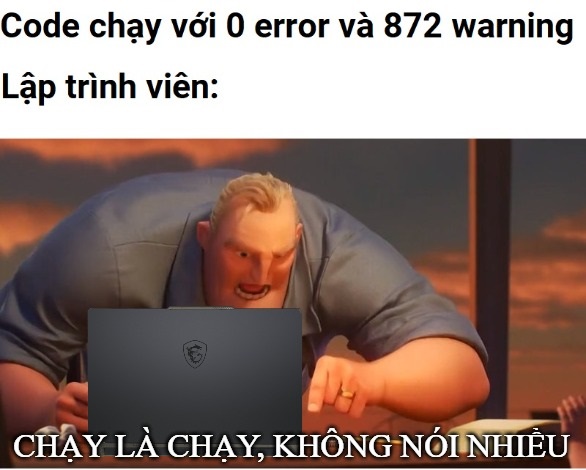 Code chạy với 0 error và 872 warning
Lập trình viên:
CHẠY LÀ CHẠY, KHÔNG NÓI NHIỀU